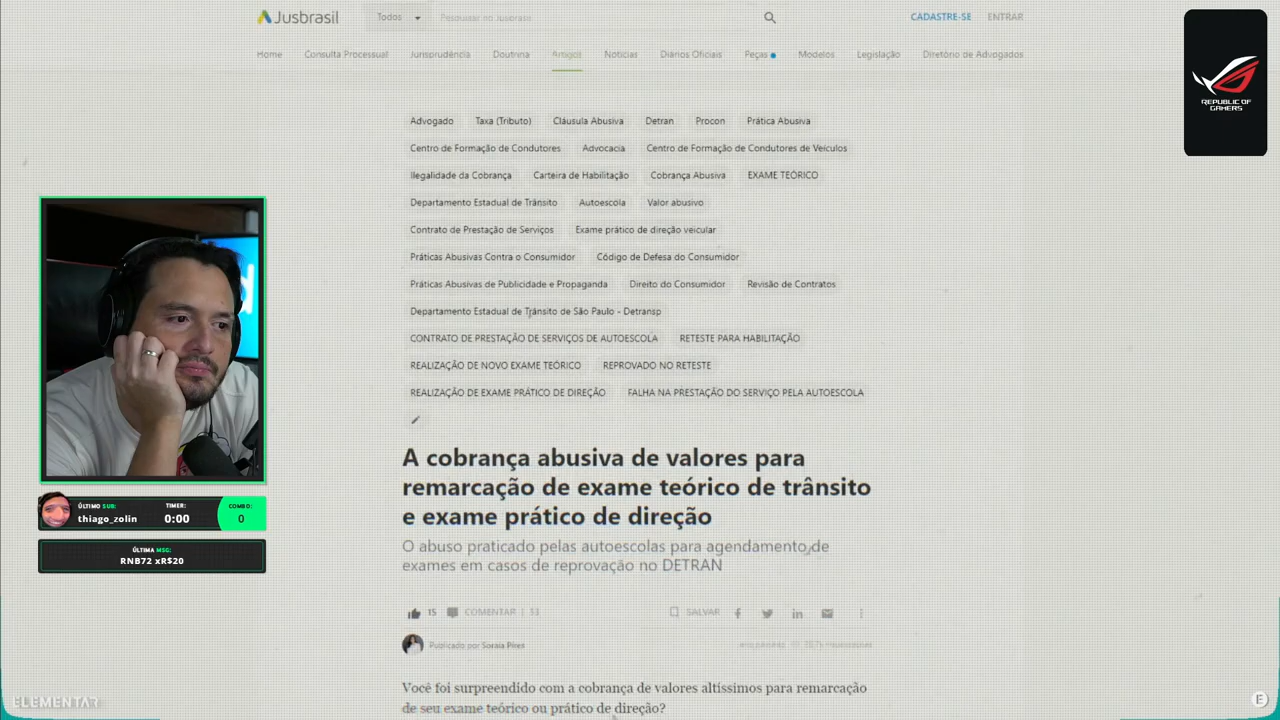 Jusbrasil
Todos
Pesquisar no Jusbrasil
CADASTRE-SE
ENTRAR
Home
Consulta Processual
Jurisprudência
Doutrina
Artigos
Notícias
Diários Oficiais
Peças
Modelos
Legislação
Diretório de Advogados
REPUBLIC OF
GAMERS
Advogado
Taxa (Tributo)
Cláusula Abusiva
Detran
Procon
Prática Abusiva
Centro de Formação de Condutores
Advocacia
Centro de Formação de Condutores de Veículos
Ilegalidade da Cobrança
Carteira de Habilitação
Cobrança Abusiva
EXAME TEÓRICO
Departamento Estadual de Trânsito
Autoescola
Valor abusivo
Contrato de Prestação de Serviços
Exame prático de direção veicular
Práticas Abusivas Contra o Consumidor
Código de Defesa do Consumidor
Práticas Abusivas de Publicidade e Propaganda
Direito do Consumidor
Revisão de Contratos
Departamento Estadual de Trânsito de São Paulo - Detransp
CONTRATO DE PRESTAÇÃO DE SERVIÇOS DE AUTOESCOLA
RETESTE PARA HABILITAÇÃO
REALIZAÇÃO DE NOVO EXAME TEÓRICO
REPROVADO NO RETESTE
REALIZAÇÃO DE EXAME PRÁTICO DE DIREÇÃO
FALHA NA PRESTAÇÃO DO SERVIÇO PELA AUTOESCOLA
A cobrança abusiva de valores para
remarcação de exame teórico de trânsito
e exame prático de direção
O abuso praticado pelas autoescolas para agendamento de
exames em casos de reprovação no DETRAN
15
COMENTAR | 53
SALVAR
Publicado por Soraia Pires
Você foi surpreendido com a cobrança de valores altíssimos para remarcação
de seu exame teórico ou prático de direção?
ÚLTIMO SUB:
thiago_zolin
TIMER:
0:00
COMBO:
0
ÚLTIMA MSG:
RNB72 xR$20
ELEMENTAR
E